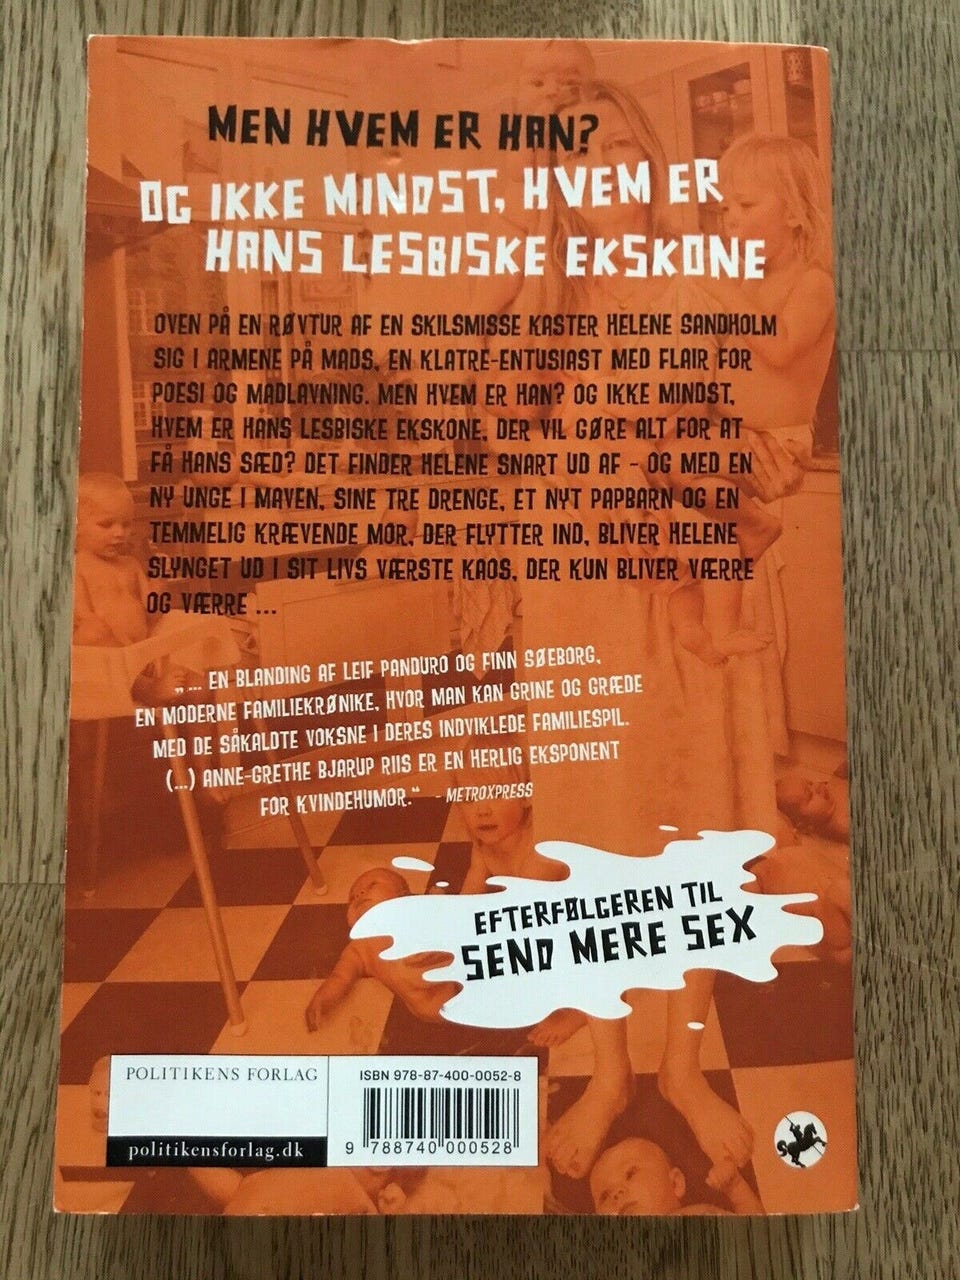 MEN HVEM ER HAN?
OG IKKE MINDST, HVEM ER
HANS LESBISKE EKSKONE
OVEN PÅ EN RØVTUR AF EN SKILSMISSE KASTER HELENE SANDHOLM
SIG I ARMENE PÅ MADS, EN KLATRE-ENTUSIAST MED FLAIR FOR
POESI OG MADLAVNING. MEN HVEM ER HAN? OG IKKE MINDST,
HVEM ER HANS LESBISKE EKSKONE, DER VIL GØRE ALT FOR AT
FÅ HANS SÆD? DET FINDER HELENE SNART UD AF - OG MED EN
NY UNGE I MAVEN, SINE TRE DRENGE, ET NYT PAPBARN OG EN
TEMMELIG KRÆVENDE MOR, DER FLYTTER IND, BLIVER HELENE
SLYNGET UD I SIT LIVS VÆRSTE KAOS, DER KUN BLIVER VÆRRE
OG VÆRRE ...
„... EN BLANDING AF LEIF PANDURO OG FINN SØEBORG,
EN MODERNE FAMILIEKRØNIKE, HVOR MAN KAN GRINE OG GRÆDE
MED DE SÅKALDTE VOKSNE I DERES INDVIKLEDE FAMILIESPIL.
(...) ANNE-GRETHE BJARUP RIIS ER EN HERLIG EKSPONENT
FOR KVINDEHUMOR.“ - METROXPRESS
EFTERFØLGEREN TIL
SEND MERE SEX
POLITIKENS FORLAG
politikensforlag.dk
ISBN 978-87-400-0052-8
9 788740 000528